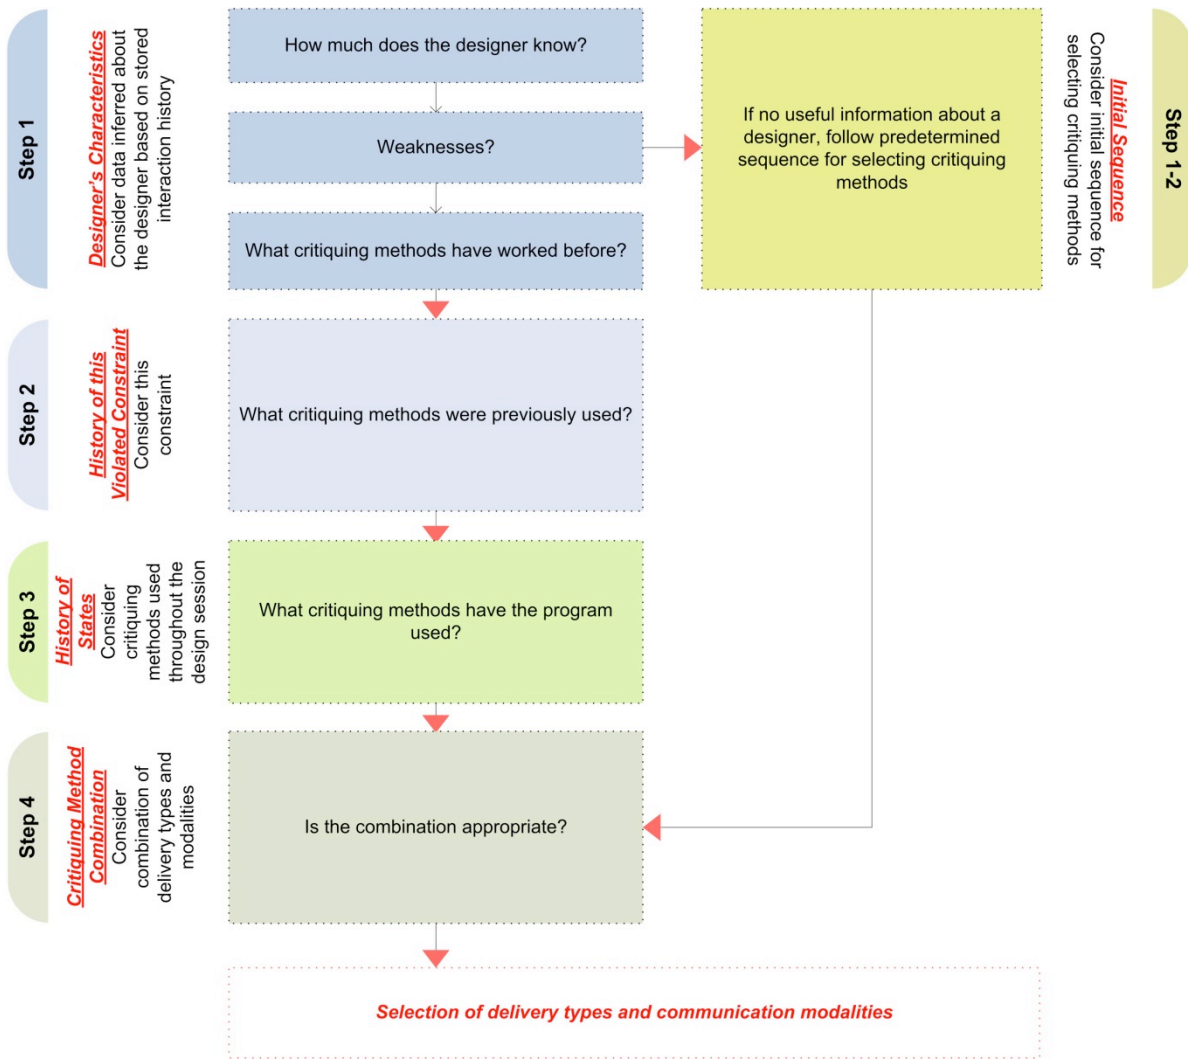 Step 1
Designer's Characteristics
Consider data inferred about
the designer based on stored
interaction history
How much does the designer know?
Weaknesses?
What critiquing methods have worked before?
If no useful information about a
designer, follow predetermined
sequence for selecting critiquing
methods
Initial Sequence
Consider initial sequence for
selecting critiquing methods
Step 1-2
Step 2
History of this
Violated Constraint
Consider this
constraint
What critiquing methods were previously used?
Step 3
History of
States
Consider
critiquing
methods used
throughout the
design session
What critiquing methods have the program
used?
Step 4
Critiquing Method
Combination
Consider
combination of
delivery types and
modalities
Is the combination appropriate?
Selection of delivery types and communication modalities